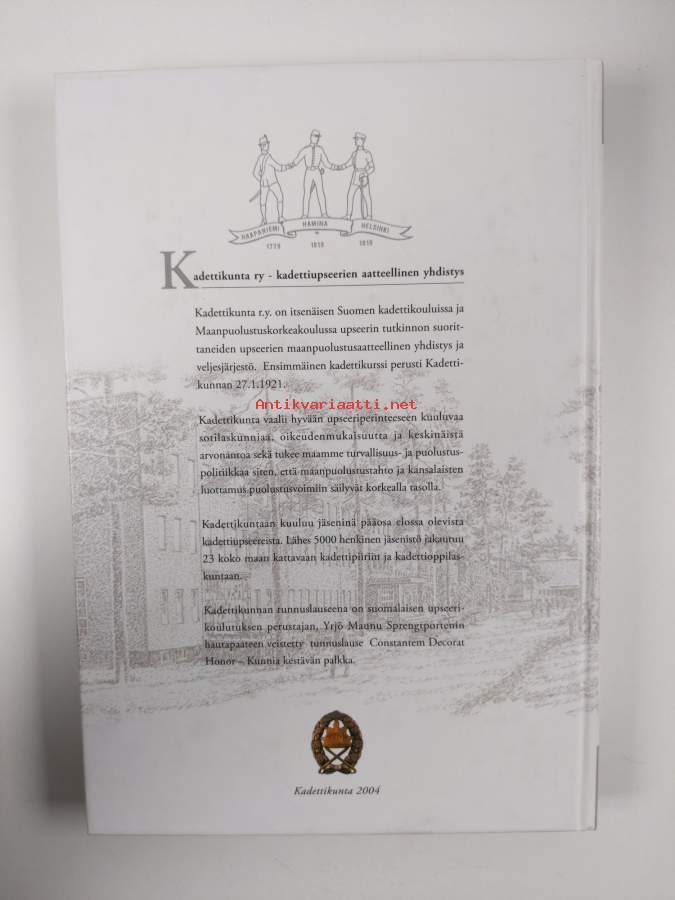 HAAPANIEMI HAMINA HELSINKI
1779 1819 1919
Kadettikunta ry - kadettiupseerien aatteellinen yhdistys
Kadettikunta r.y. on itsenäisen Suomen kadettikouluissa ja
Maanpuolustuskorkeakoulussa upseerin tutkinnon suorit-
taneiden upseerien maanpuolustusaatteellinen yhdistys ja
veljesjärjestö. Ensimmäinen kadettikurssi perusti Kadetti-
kunnan 27.1.1921.
Antikvariaatti.net
Kadettikunta vaalii hyvään upseeriperinteeseen kuuluvaa
sotilaskunniaa, oikeudenmukaisuutta ja keskinäistä
arvonantoa sekä tukee maamme turvallisuus- ja puolustus-
politiikkaa siten, että maanpuolustustahto ja kansalaisten
luottamus puolustusvoimiin säilyvät korkealla tasolla.
Kadettikuntaan kuuluu jäseninä pääosa elossa olevista
kadettiupseereista. Lähes 5000 henkinen jäsenistö jakautuu
23 koko maan kattavaan kadettipiiriin ja kadettioppilas-
kuntaan.
Kadettikunnan tunnuslauseena on suomalaisen upseeri-
koulutuksen perustajan, Yrjö Maunu Sprengtportenin
hautapaateen veistetty tunnuslause Constantem Decorat
Honor – Kunnia kestävän palkka.
Kadettikunta 2004